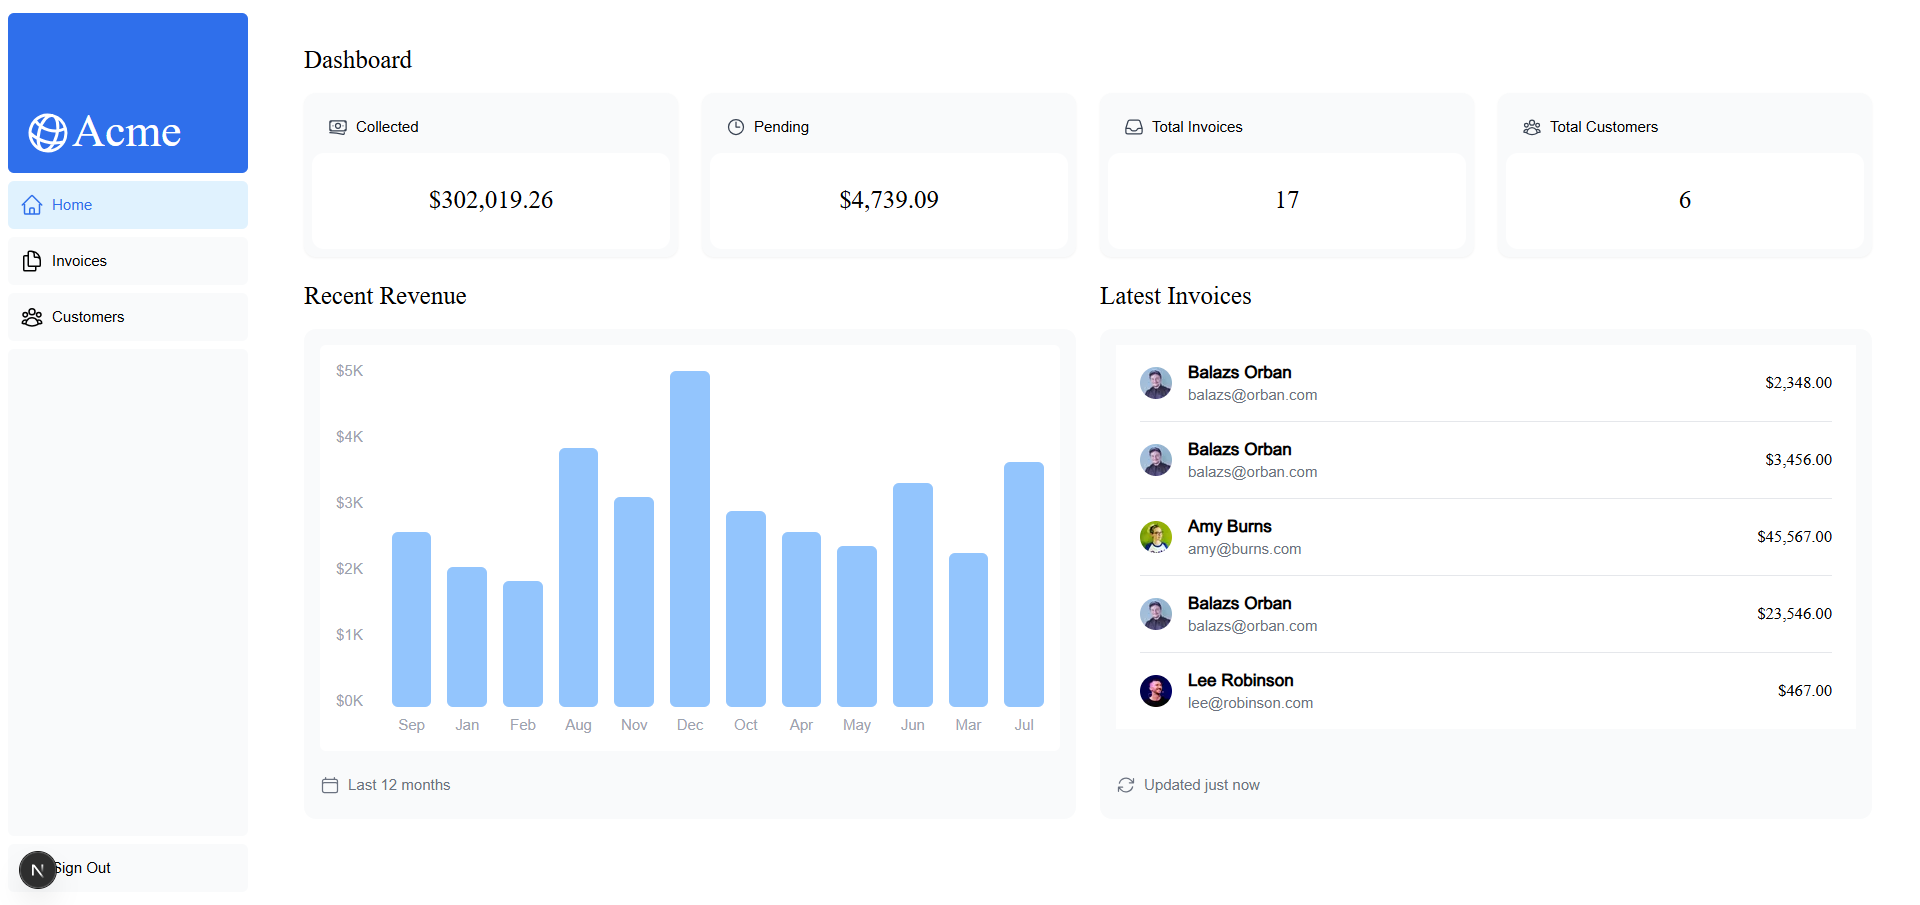 Acme
Home
Invoices
Customers
Sign Out
N
Dashboard
Collected
$302,019.26
Pending
$4,739.09
Total Invoices
17
Total Customers
6
Recent Revenue
$5K
$4K
$3K
$2K
$1K
$0K
Sep Jan Feb Aug Nov Dec Oct Apr May Jun Mar Jul
Last 12 months
Latest Invoices
Balazs Orban
balazs@orban.com
$2,348.00
Balazs Orban
balazs@orban.com
$3,456.00
Amy Burns
amy@burns.com
$45,567.00
Balazs Orban
balazs@orban.com
$23,546.00
Lee Robinson
lee@robinson.com
$467.00
Updated just now